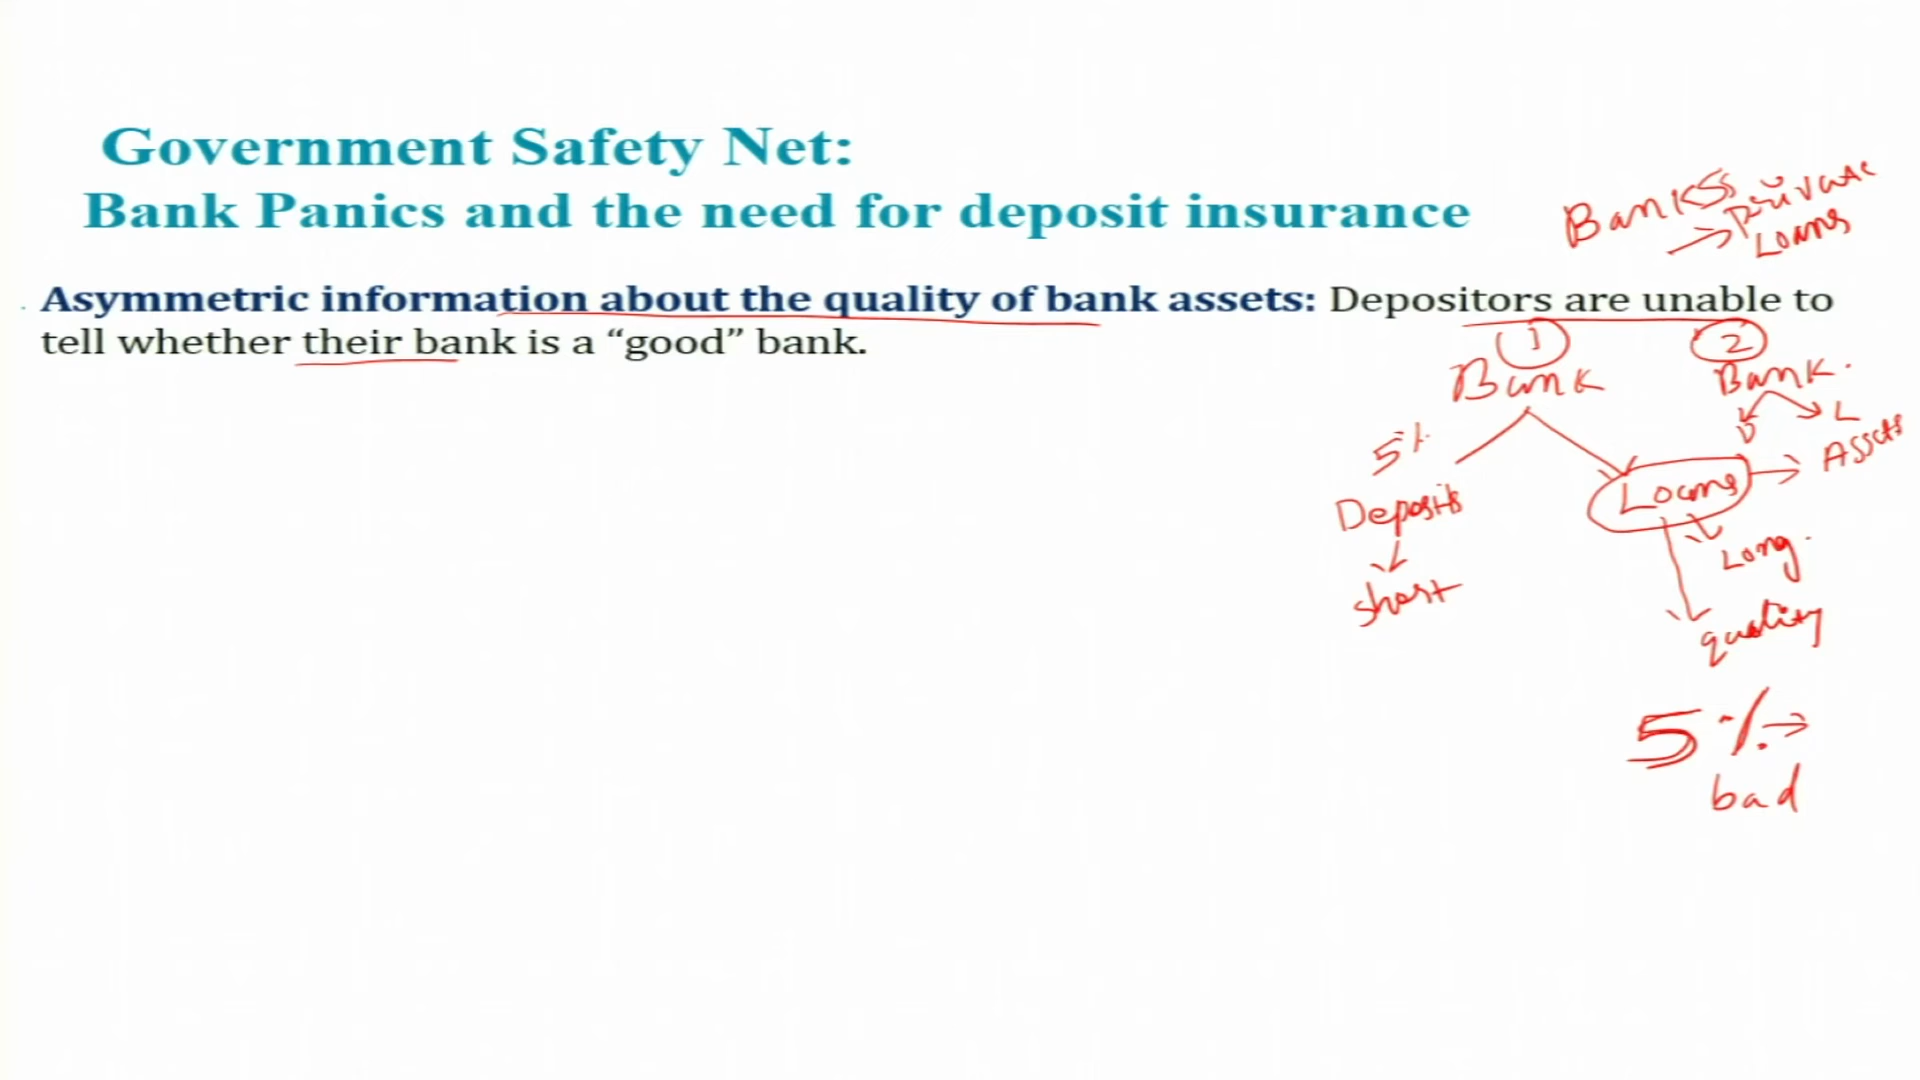 Government Safety Net:
Bank Panics and the need for deposit insurance
Banks
→ Private
Loans
Asymmetric information about the quality of bank assets: Depositors are unable to
tell whether their bank is a “good” bank.
1
Bank
2
Bank.
D
L
5%
Deposits
short
Loans → Assets
Long.
quality
5% →
bad